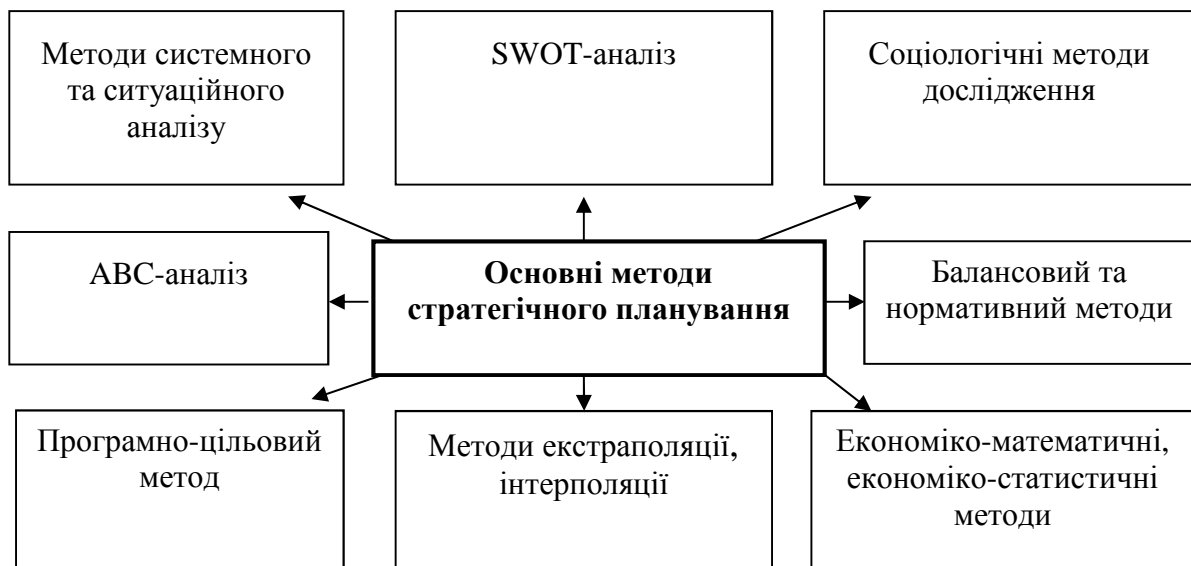 Методи системного
та ситуаційного
аналізу
SWOT-аналіз
Соціологічні методи
дослідження
АВС-аналіз
Основні методи
стратегічного планування
Балансовий та
нормативний методи
Програмно-цільовий
метод
Методи екстраполяції,
інтерполяції
Економіко-математичні,
економіко-статистичні
методи